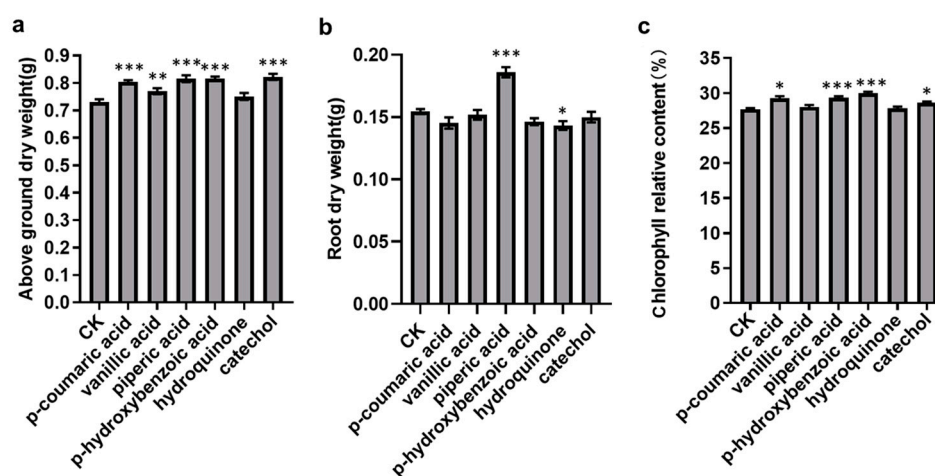 a
Above ground dry weight(g)
0.9
0.8
0.7
0.6
0.5
0.4
0.3
0.2
0.1
0.0
***
**
***
***
***
CK
p-coumaric acid
vanillic acid
piperic acid
p-hydroxybenzoic acid
hydroquinone
catechol
b
Root dry weight(g)
0.20
0.15
0.10
0.05
0.00
***
*
CK
p-coumaric acid
vanillic acid
piperic acid
p-hydroxybenzoic acid
hydroquinone
catechol
c
Chlorophyll relative content (%)
35
30
25
20
15
10
5
0
*
***
***
*
CK
p-coumaric acid
vanillic acid
piperic acid
p-hydroxybenzoic acid
hydroquinone
catechol